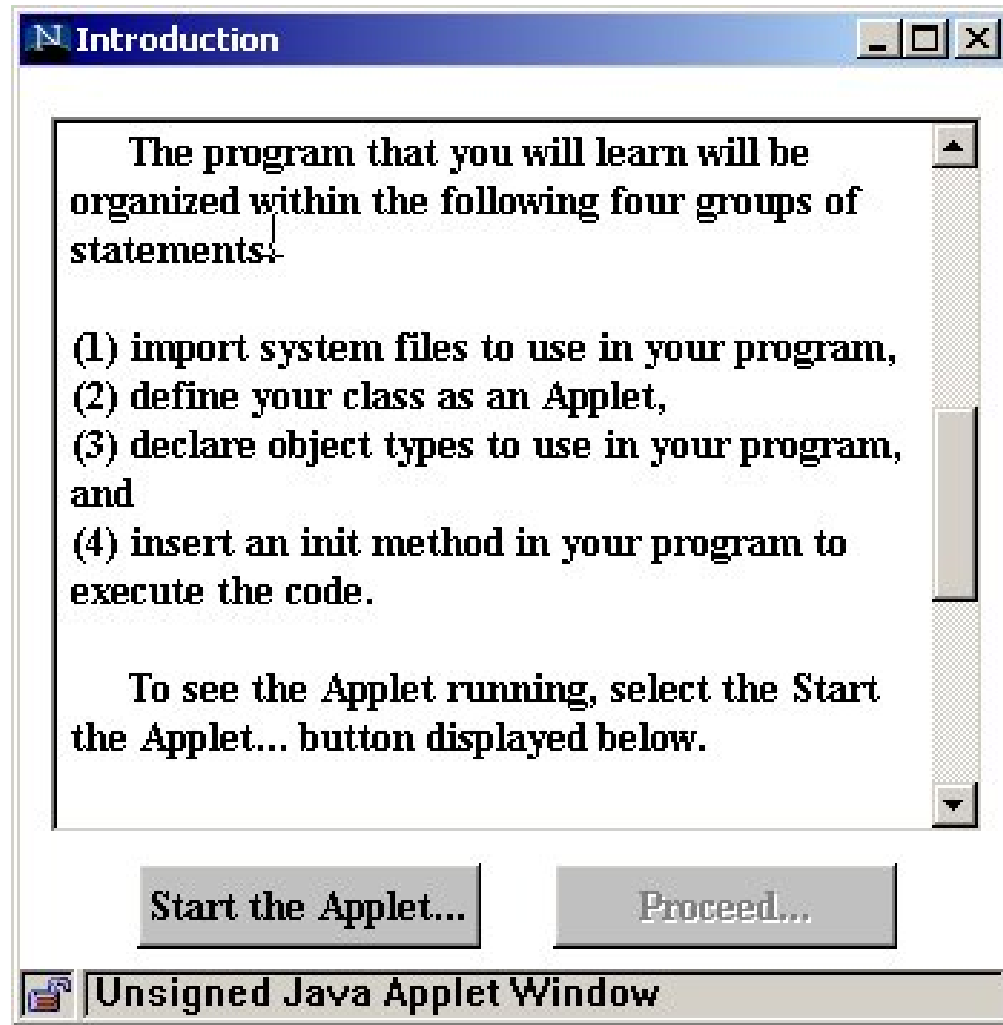 N Introduction
The program that you will learn will be
organized within the following four groups of
statements:
(1) import system files to use in your program,
(2) define your class as an Applet,
(3) declare object types to use in your program,
and
(4) insert an init method in your program to
execute the code.
To see the Applet running, select the Start
the Applet... button displayed below.
Start the Applet... Proceed...
Unsigned Java Applet Window